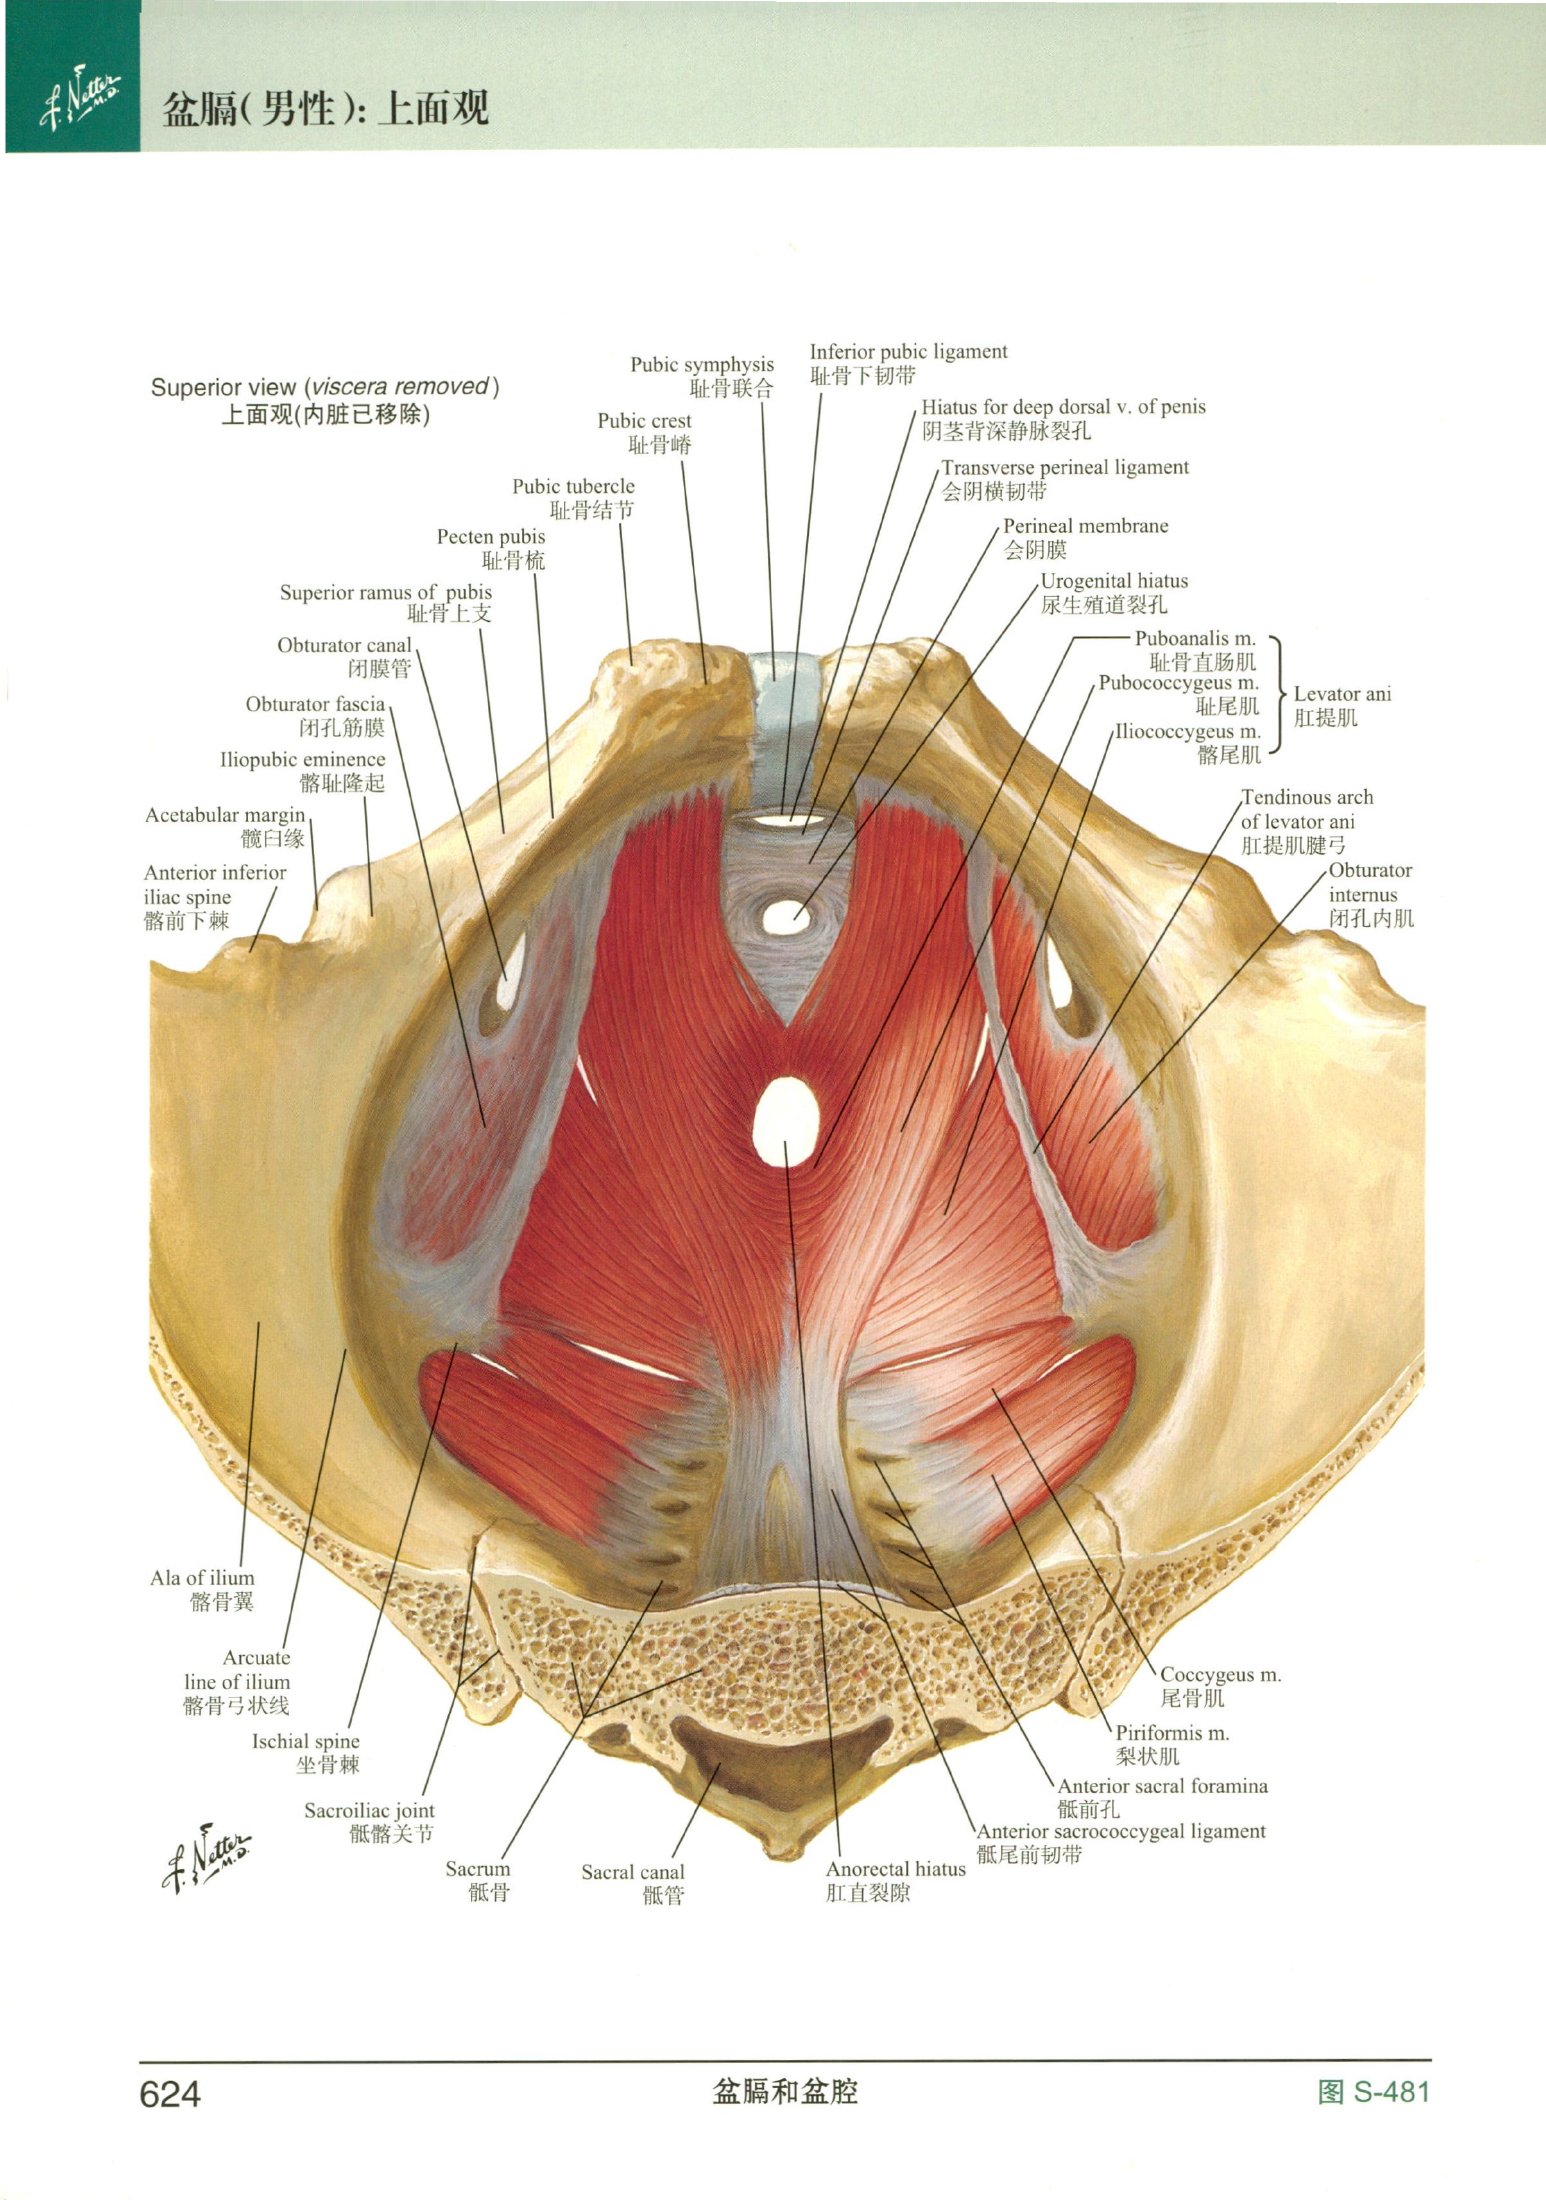 F. Netter M.D.
盆膈(男性):上面观
Superior view (viscera removed)
上面观(内脏已移除)
Pubic symphysis
耻骨联合
Inferior pubic ligament
耻骨下韧带
Pubic crest
耻骨嵴
Hiatus for deep dorsal v. of penis
阴茎背深静脉裂孔
Pubic tubercle
耻骨结节
Transverse perineal ligament
会阴横韧带
Pecten pubis
耻骨梳
Perineal membrane
会阴膜
Superior ramus of pubis
耻骨上支
Urogenital hiatus
尿生殖道裂孔
Obturator canal
闭膜管
Puboanalis m.
耻骨直肠肌
Pubococcygeus m.
耻尾肌
Iliococcygeus m.
髂尾肌
Levator ani
肛提肌
Obturator fascia
闭孔筋膜
Iliopubic eminence
髂耻隆起
Acetabular margin
髋臼缘
Anterior inferior
iliac spine
髂前下棘
Tendinous arch
of levator ani
肛提肌腱弓
Obturator
internus
闭孔内肌
Ala of ilium
髂骨翼
Arcuate
line of ilium
髂骨弓状线
Ischial spine
坐骨棘
Sacroiliac joint
骶髂关节
Sacrum
骶骨
Sacral canal
骶管
Anorectal hiatus
肛直裂隙
Coccygeus m.
尾骨肌
Piriformis m.
梨状肌
Anterior sacral foramina
骶前孔
Anterior sacrococcygeal ligament
骶尾前韧带
F. Netter M.D.
624
盆膈和盆腔
图 S-481